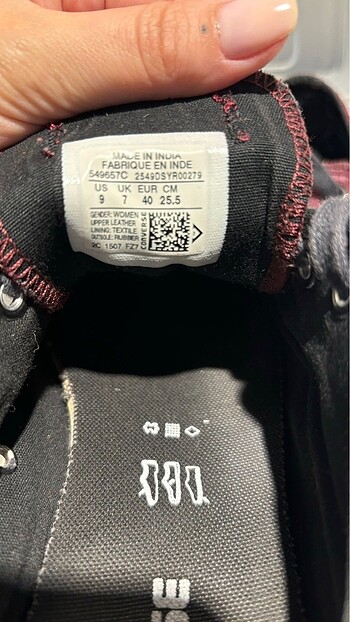 MADE IN INDIA
FABRIQUE EN INDE
549657C 2549DSYR00279
US UK EUR CM
9 7 40 25.5
GENDER: WOMEN
UPPER: LEATHER
LINING: TEXTILE
OUTSOLE: RUBBER
2C 1507 FZ7
CONVERSE
SE